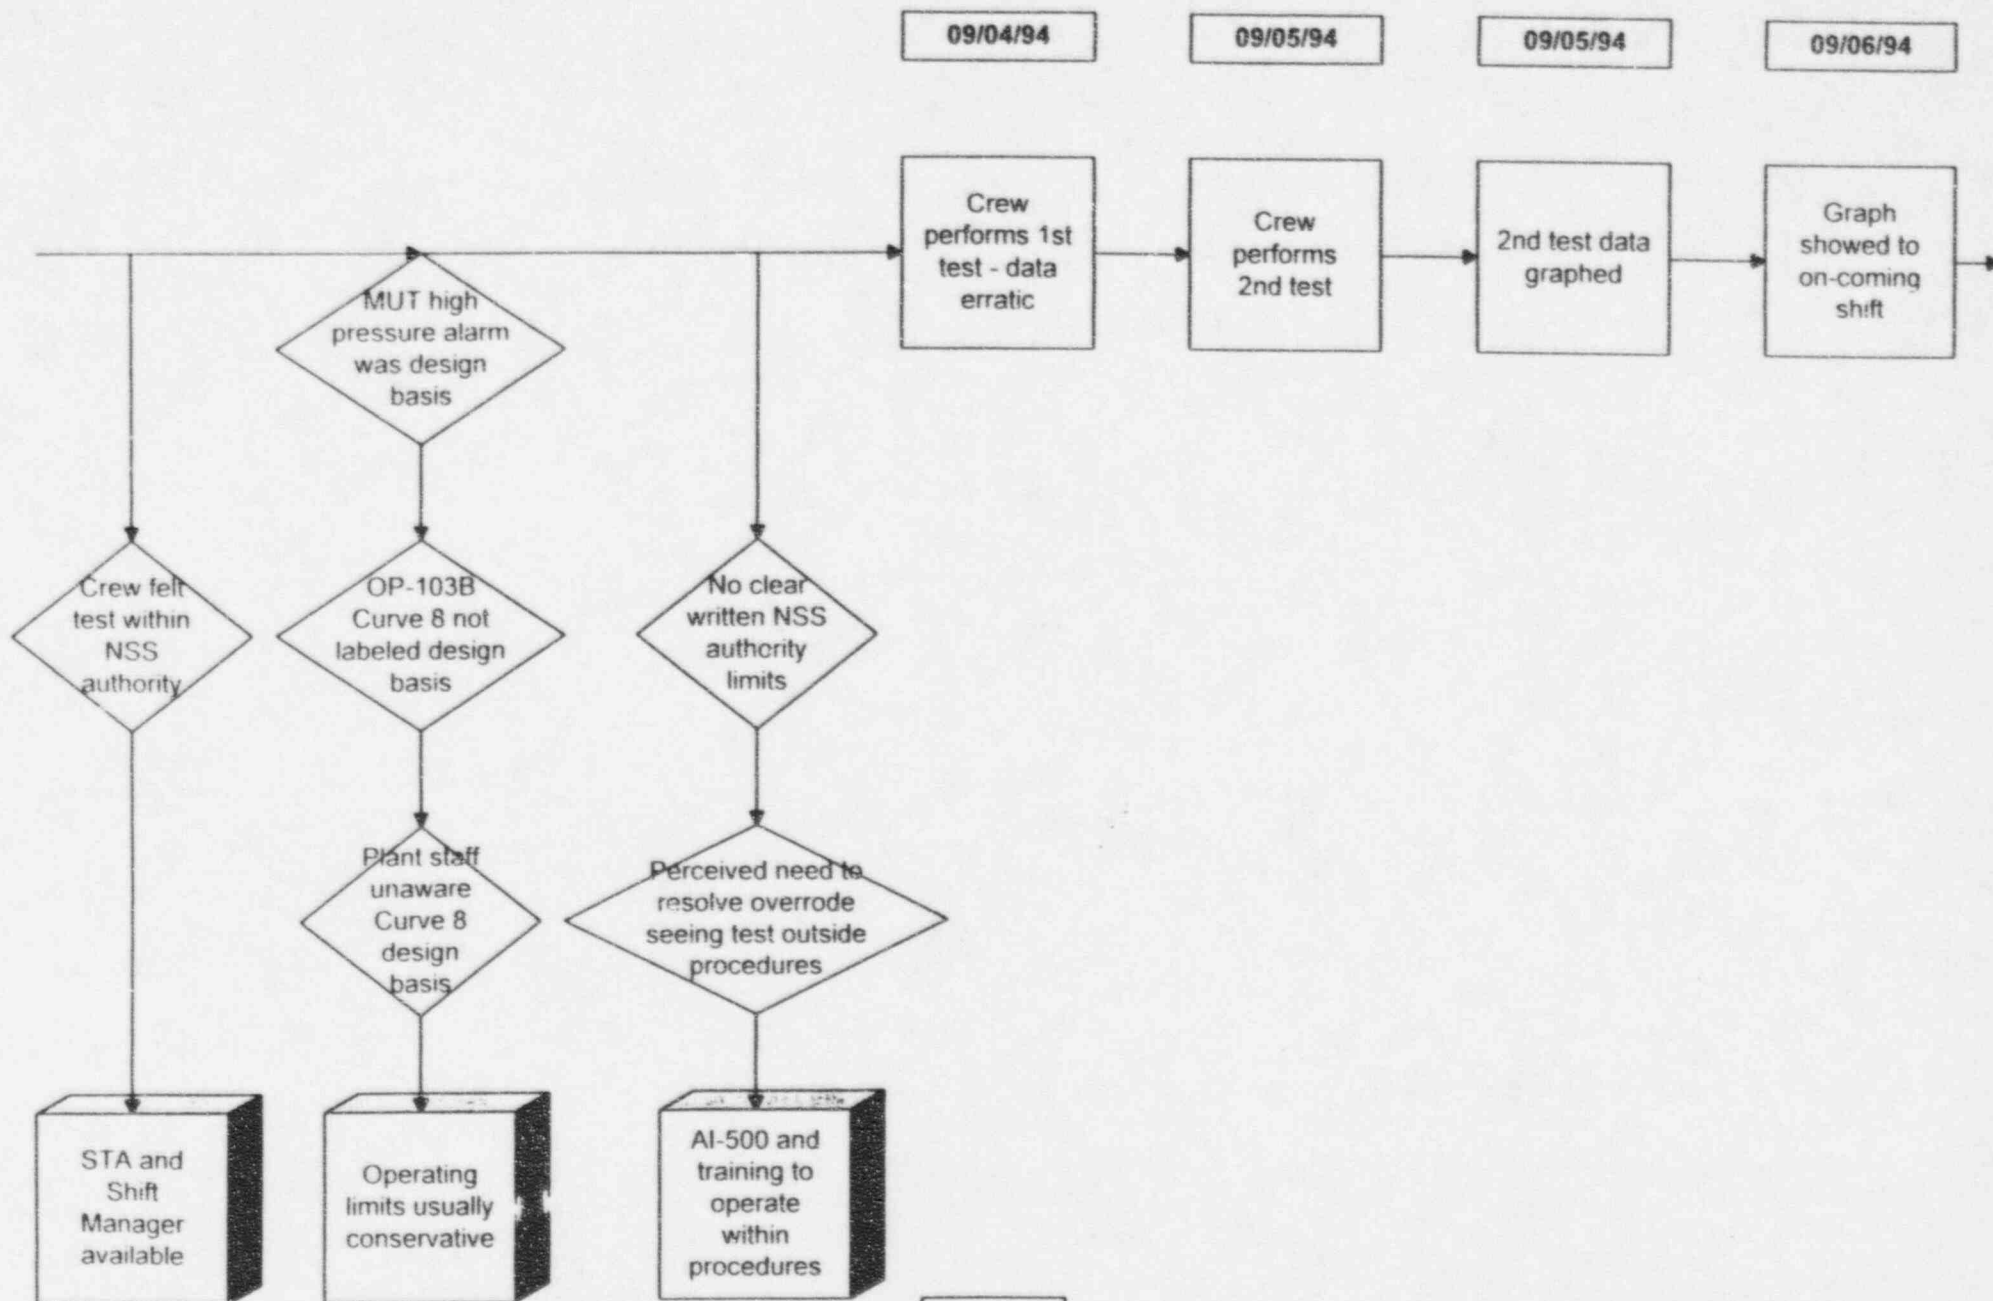 09/04/94
09/05/94
09/05/94
09/06/94
Crew
performs 1st
test - data
erratic
Crew
performs
2nd test
2nd test data
graphed
Graph
showed to
on-coming
shift
MUT high
pressure alarm
was design
basis
Crew felt
test within
NSS
authority
OP-103B
Curve 8 not
labeled design
basis
No clear
written NSS
authority
limits
Plant staff
unaware
Curve 8
design
basis
Perceived need to
resolve overrode
seeing test outside
procedures
STA and
Shift
Manager
available
Operating
limits usually
conservative
AI-500 and
training to
operate
within
procedures